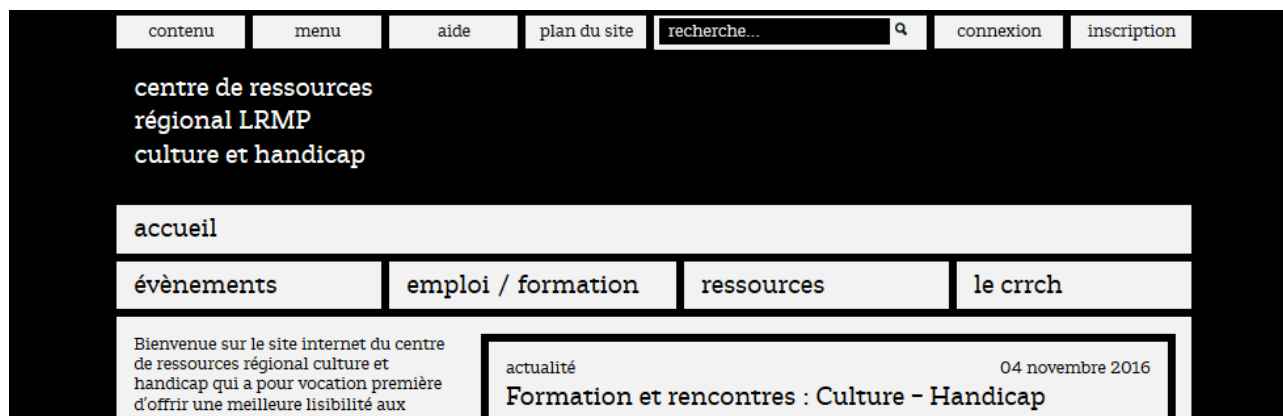 contenu menu aide plan du site recherche... connexion inscription
centre de ressources
régional LRMP
culture et handicap
accueil
évènements emploi / formation ressources le crrch
Bienvenue sur le site internet du centre
de ressources régional culture et
handicap qui a pour vocation première
d'offrir une meilleure lisibilité aux
actualité 04 novembre 2016
Formation et rencontres : Culture – Handicap